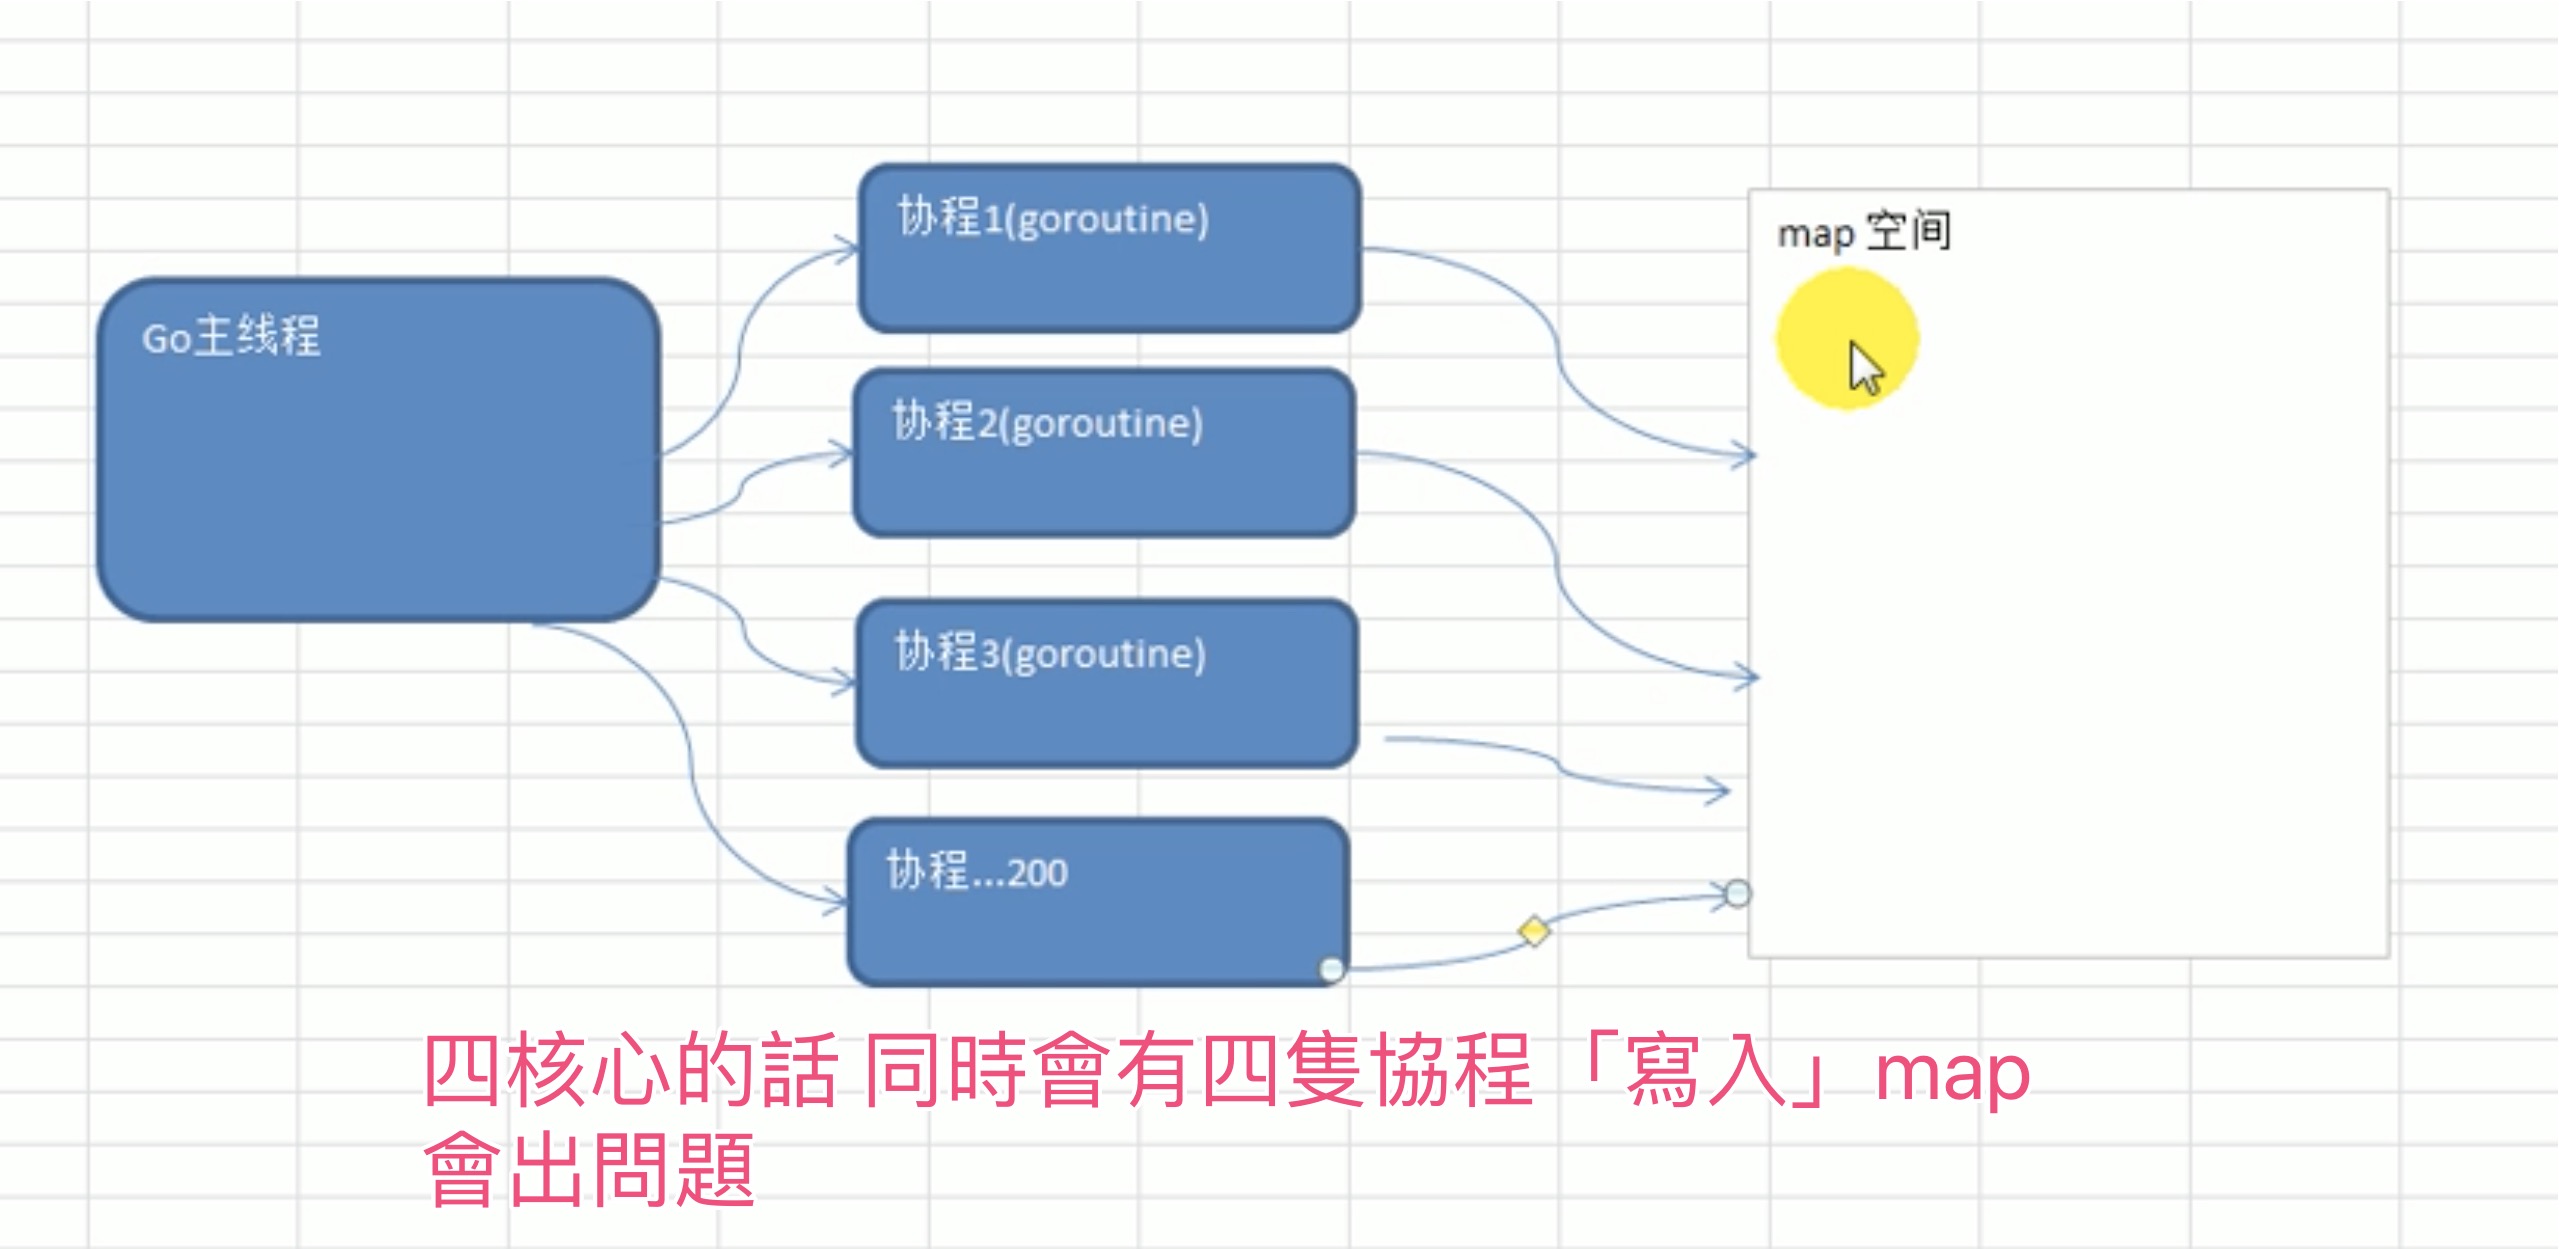 Go主线程
协程1(goroutine)
协程2(goroutine)
协程3(goroutine)
协程...200
map 空间
四核心的話 同時會有四隻協程「寫入」map
會出問題